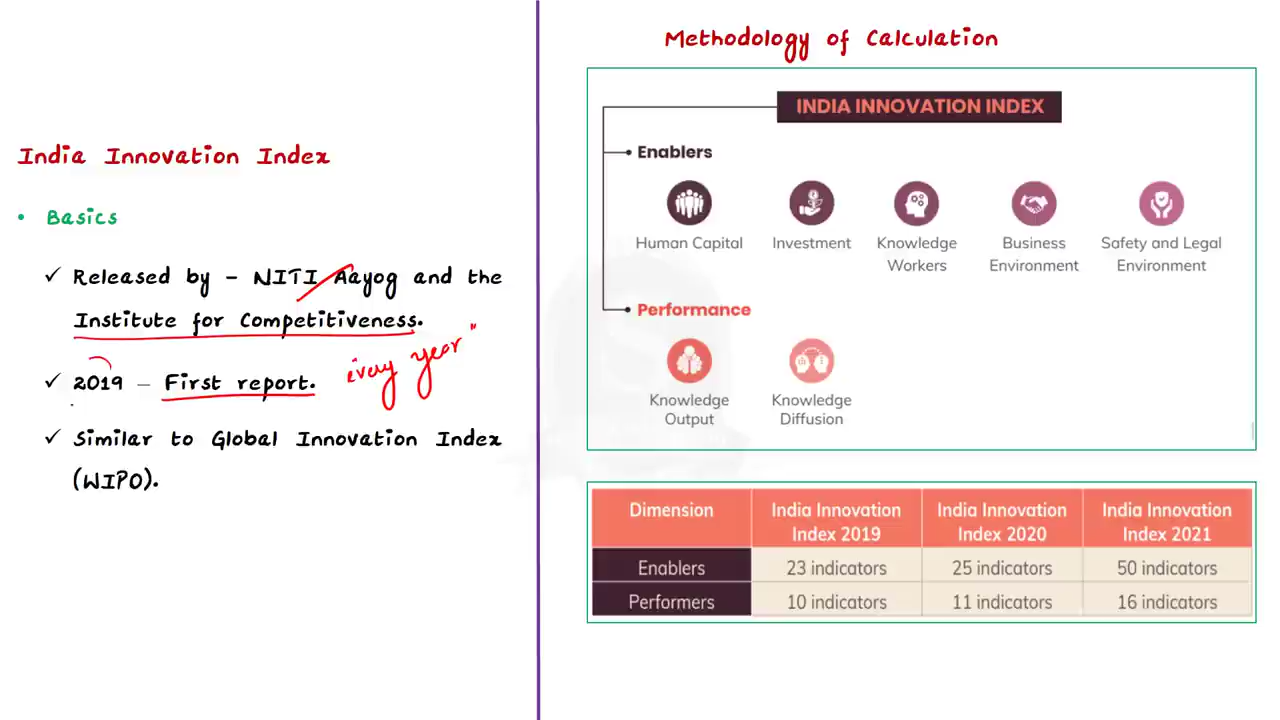 India Innovation Index
• Basics
✓ Released by - NITI Aayog and the
Institute for Competitiveness.
✓ 2019 – First report.
every year"
✓ Similar to Global Innovation Index
(WIPO).
Methodology of Calculation
INDIA INNOVATION INDEX
Enablers
Human Capital
Investment
Knowledge
Workers
Business
Environment
Safety and Legal
Environment
Performance
Knowledge
Output
Knowledge
Diffusion
Dimension
India Innovation
Index 2019
India Innovation
Index 2020
India Innovation
Index 2021
Enablers 23 indicators 25 indicators 50 indicators
Performers 10 indicators 11 indicators 16 indicators